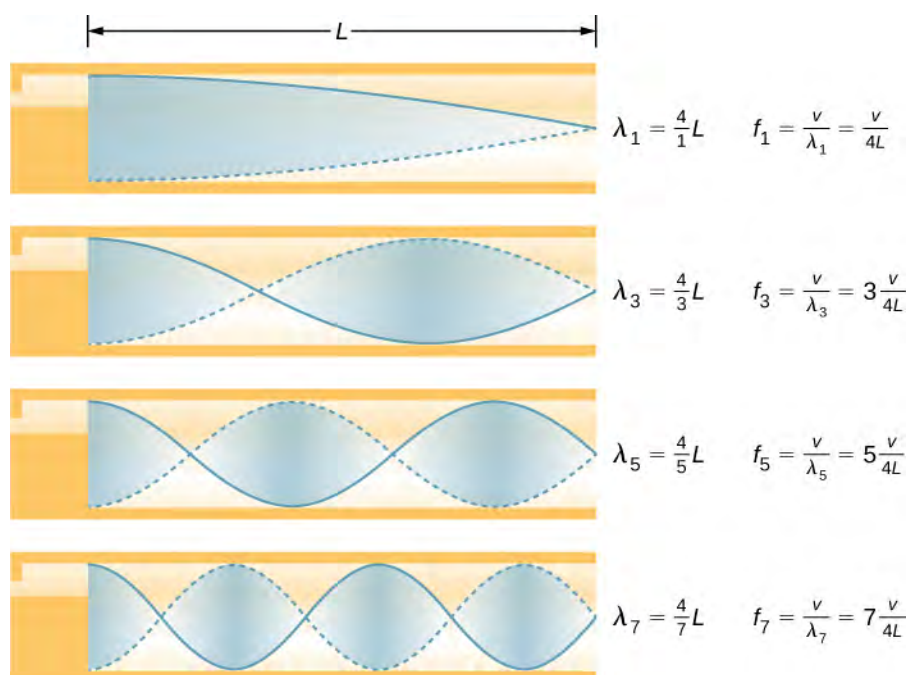 L
λ₁ = 4/1 L    f₁ = v/λ₁ = v/4L
λ₃ = 4/3 L    f₃ = v/λ₃ = 3 v/4L
λ₅ = 4/5 L    f₅ = v/λ₅ = 5 v/4L
λ₇ = 4/7 L    f₇ = v/λ₇ = 7 v/4L